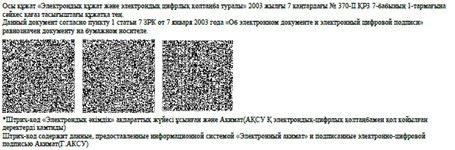 Осы құжат «Электрондық құжат және электрондық цифрлық қолтаңба туралы» 2003 жылғы 7 қаңтардағы № 370-II ҚРЗ 7-бабының 1-тармағына
сәйкес қағаз тасығыштағы құжатқа тең.
Данный документ согласно пункту 1 статьи 7 ЗРК от 7 января 2003 года «Об электронном документе и электронный цифровой подписи»
равнозначен документу на бумажном носителе.
*Штрих-код «Электрондық әкімдік» ақпараттық жүйесі ұсынған және Акимат(АҚСУ Қ электрондық-цифрлық қолтаңбамен қол қойылған
деректерді қамтиды)
Штрих-код содержит данные, предоставленные информационной системой «Электронный акимат» и подписанные электронно-цифровой
подписью Акимат(Г.АКСУ)